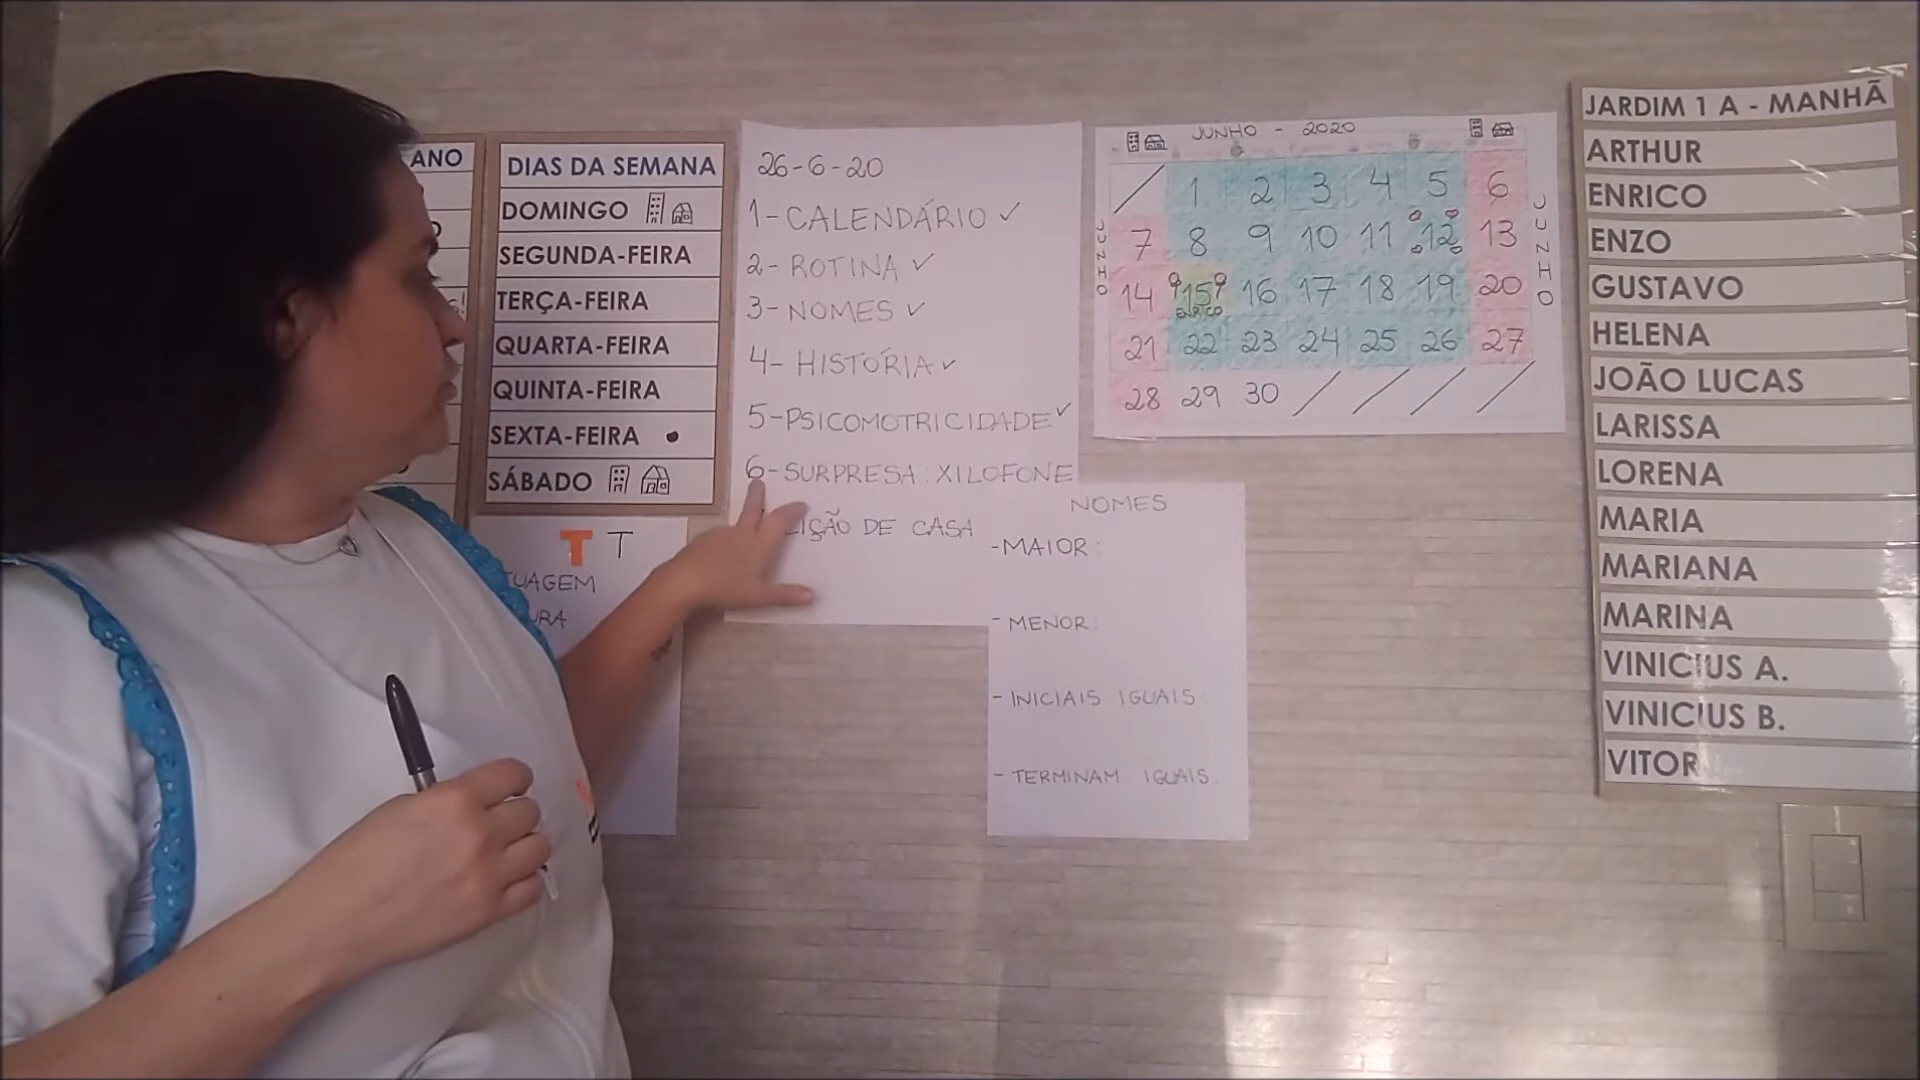 ANO
DIAS DA SEMANA
DOMINGO
SEGUNDA-FEIRA
TERÇA-FEIRA
QUARTA-FEIRA
QUINTA-FEIRA
SEXTA-FEIRA
SÁBADO
T T
26-6-20
1- CALENDÁRIO ✓
2- ROTINA ✓
3- NOMES ✓
4- HISTÓRIA ✓
5- PSICOMOTRICIDADE ✓
6- SURPRESA: XILOFONE
LIÇÃO DE CASA
NOMES
- MAIOR:
- MENOR:
- INICIAIS IGUAIS:
- TERMINAM IGUAIS:
JUNHO - 2020
JUNHO
JUNHO
1 2 3 4 5 6
7 8 9 10 11 12 13
14 15 16 17 18 19 20
ENRICO
21 22 23 24 25 26 27
28 29 30
JARDIM 1 A - MANHÃ
ARTHUR
ENRICO
ENZO
GUSTAVO
HELENA
JOÃO LUCAS
LARISSA
LORENA
MARIA
MARIANA
MARINA
VINICIUS A.
VINICIUS B.
VITOR